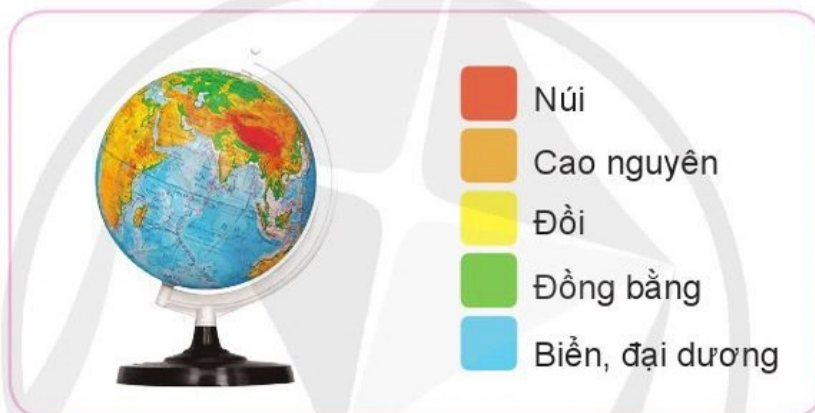 Núi
Cao nguyên
Đồi
Đồng bằng
Biển, đại dương